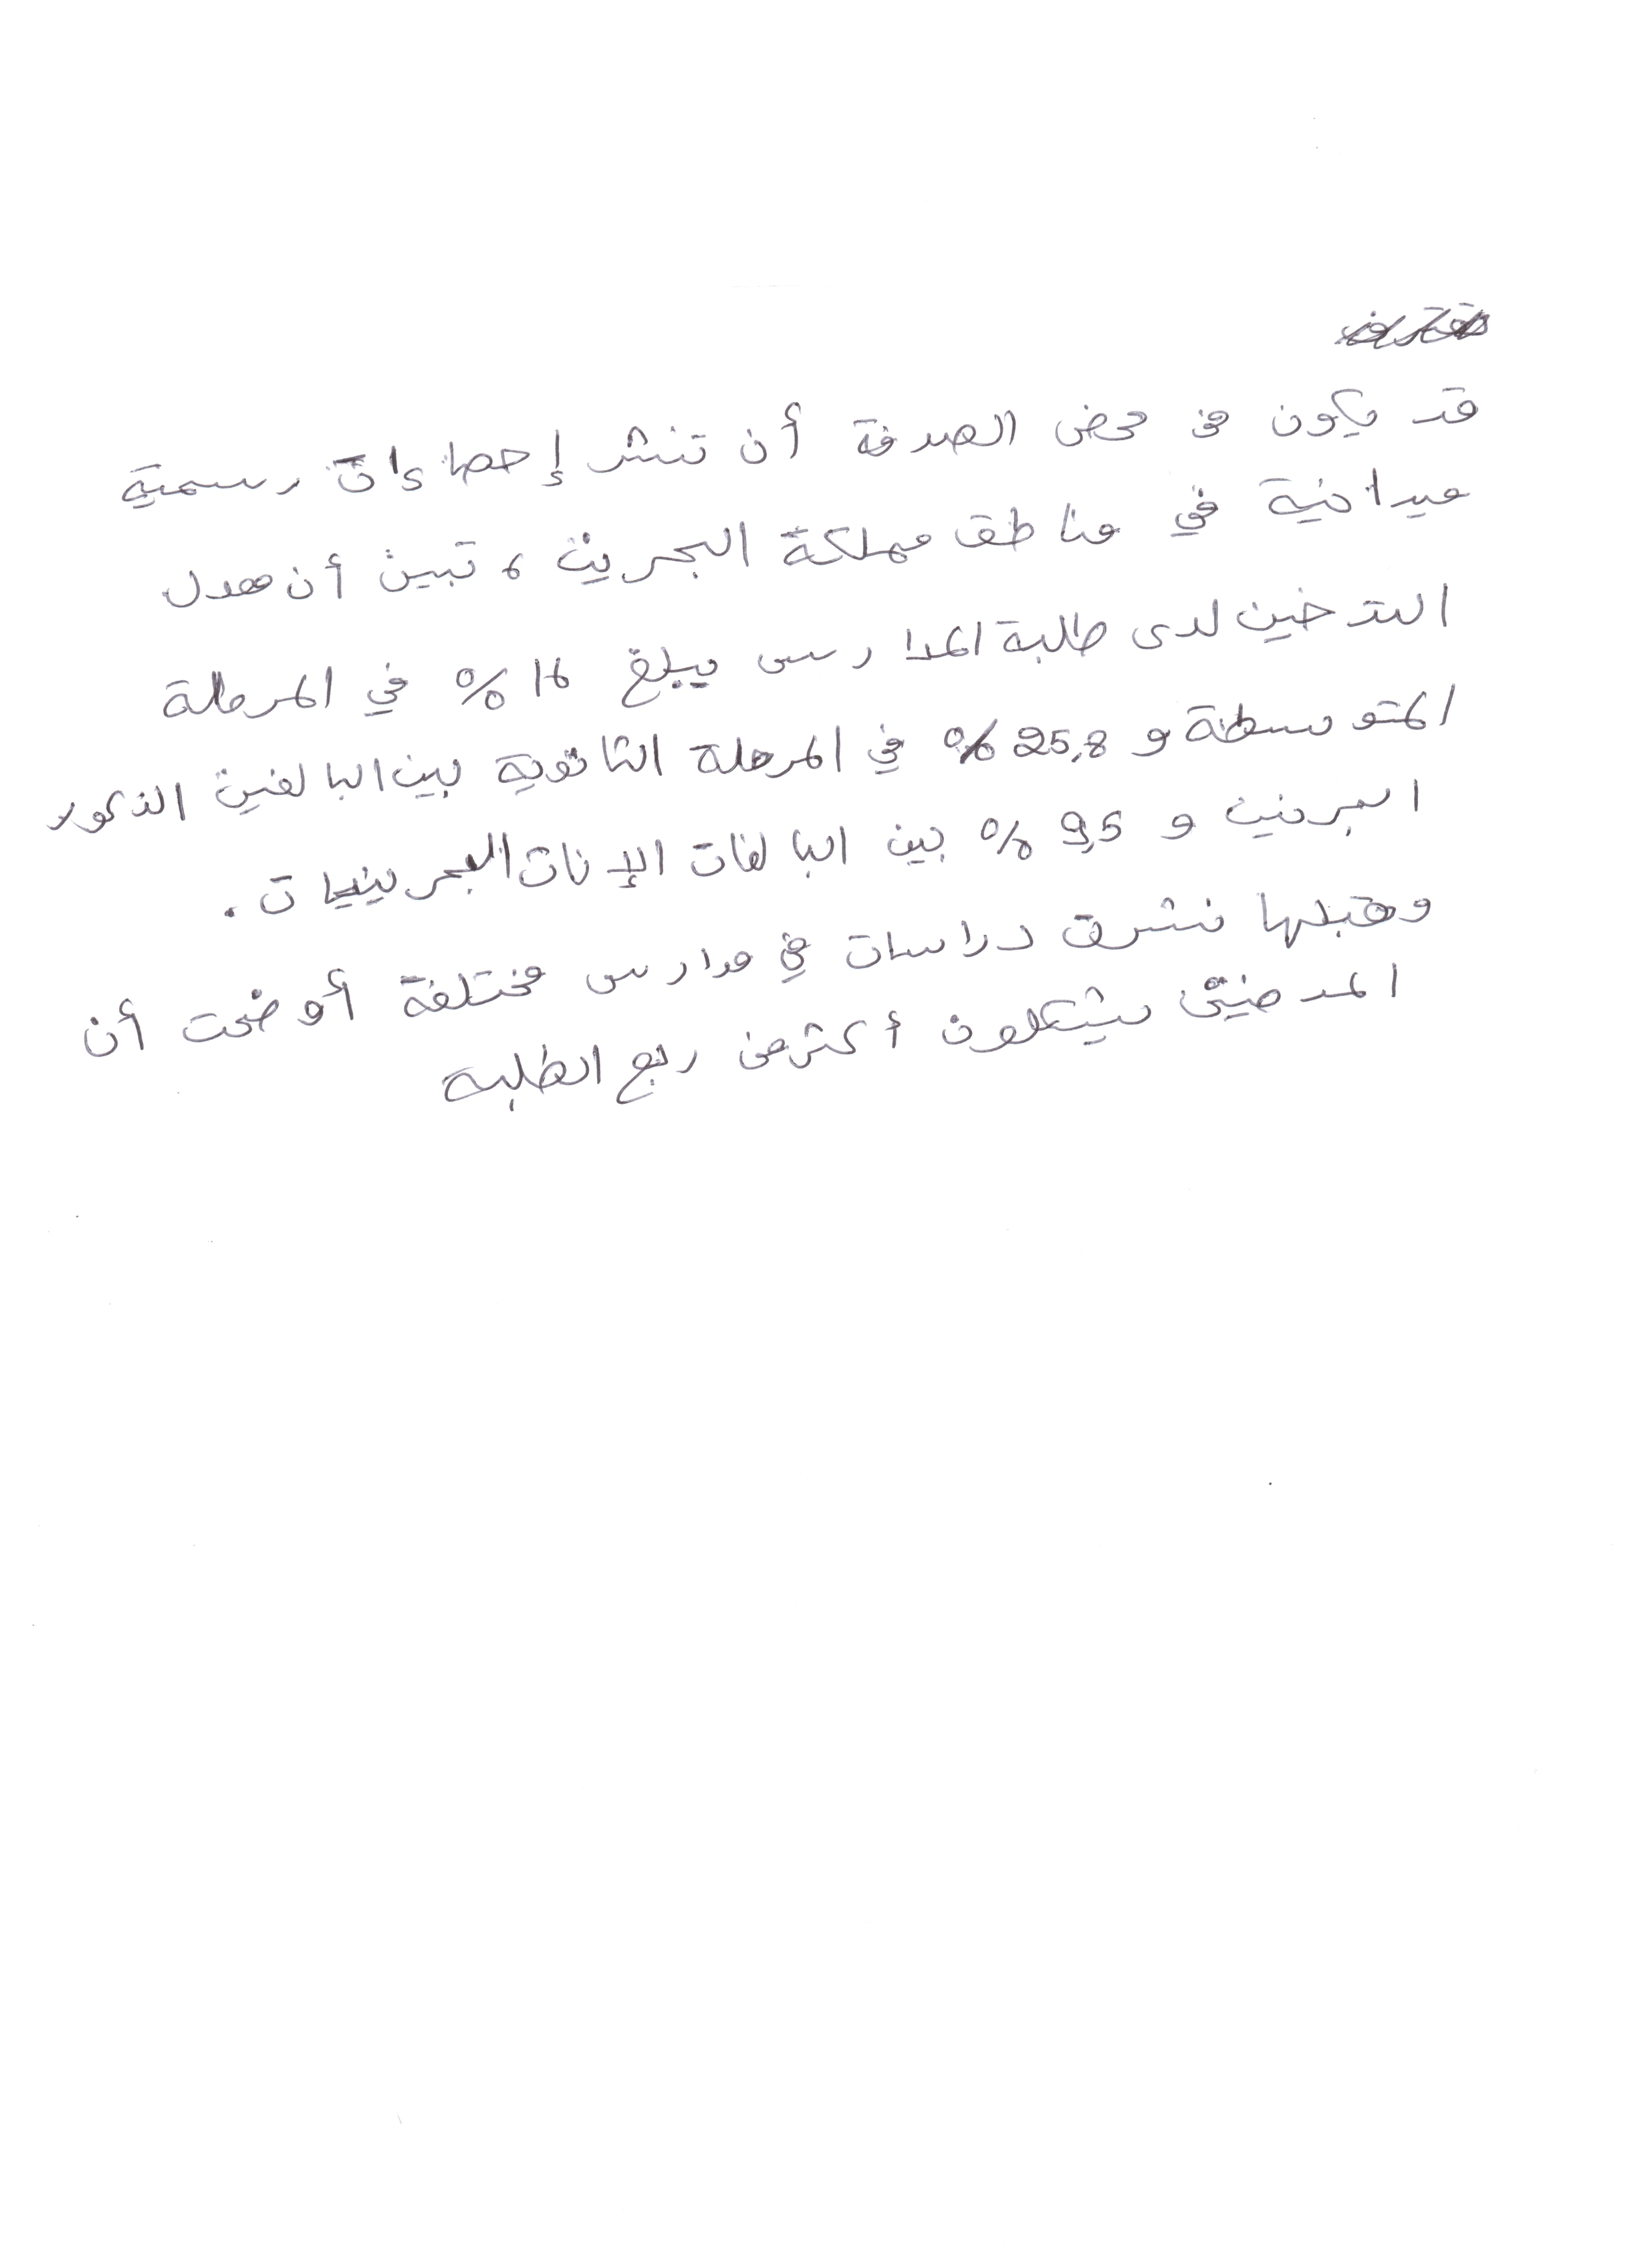 قد يكون من محض الصدفة أن تنشر إحصاءات رسمية
ميدانية في مناطق مملكة البحرين، تبين أن معدل
التدخين لدى طلبة المدارس يبلغ 16 % في المرحلة
المتوسطة و 25,8 % في المرحلة الثانوية بين البالغين الذكور
البرنين و 9,5 % بين البالغات الإناث البحرينيات.
وقبلها نشرت دراسات في مدارس مختلفة أوضحت أن
المدخنين يشكلون أكثر من ربع الطلبة